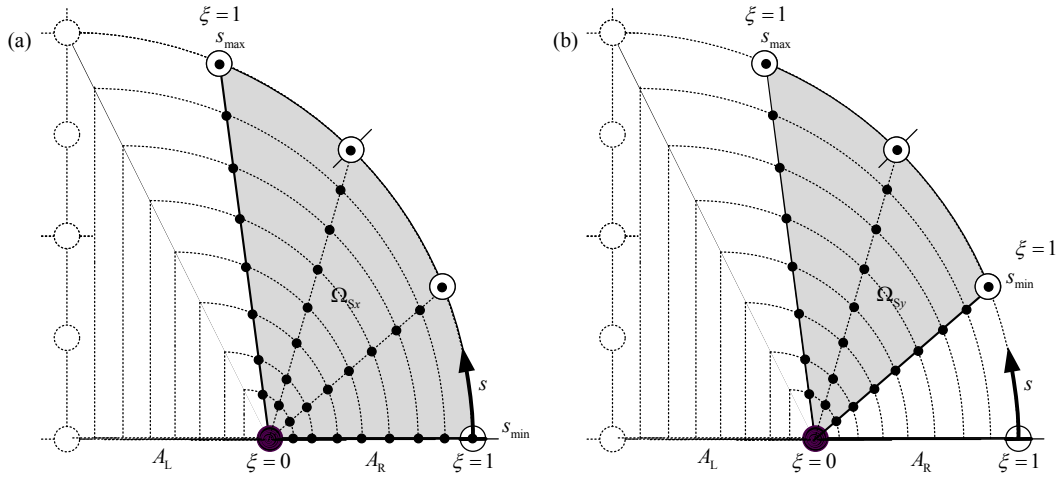 (a)
ξ = 1
s_max
Ω_Sx
s
s_min
A_L
ξ = 0
A_R
ξ = 1
(b)
ξ = 1
s_max
ξ = 1
s_min
Ω_Sy
s
A_L
ξ = 0
A_R
ξ = 1